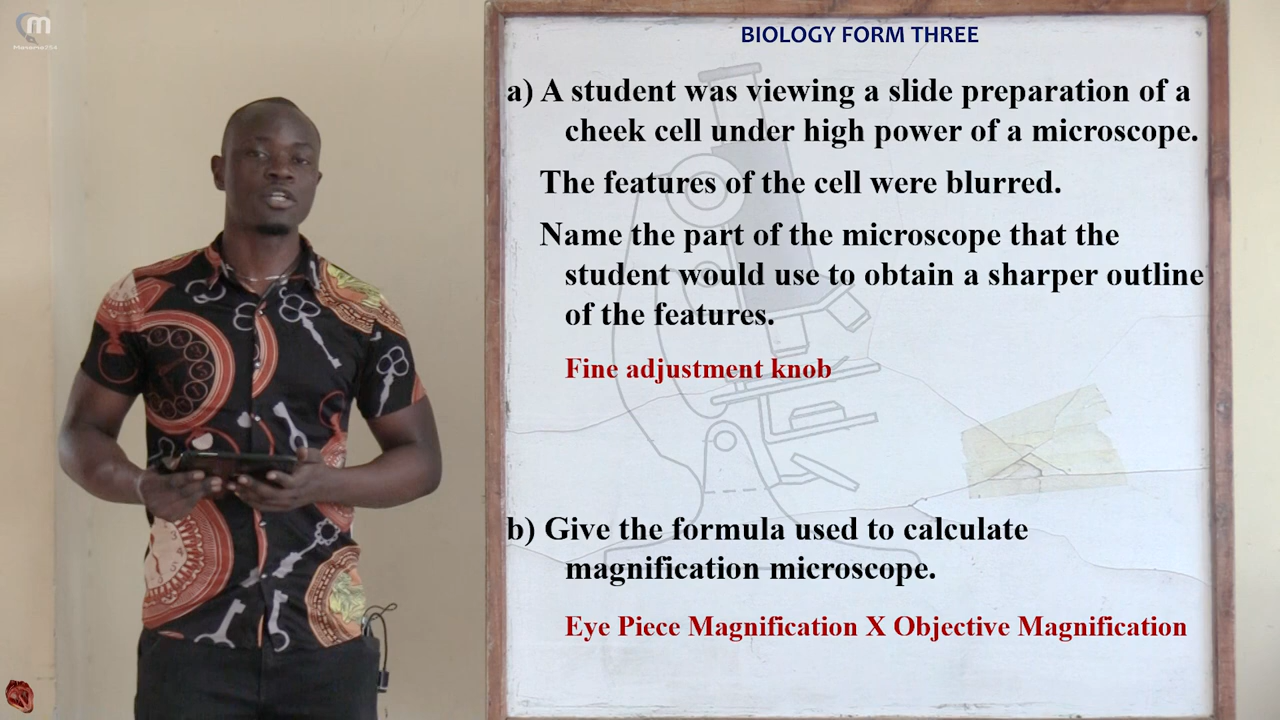 BIOLOGY FORM THREE
a) A student was viewing a slide preparation of a
cheek cell under high power of a microscope.
The features of the cell were blurred.
Name the part of the microscope that the
student would use to obtain a sharper outline
of the features.
Fine adjustment knob
b) Give the formula used to calculate
magnification microscope.
Eye Piece Magnification X Objective Magnification